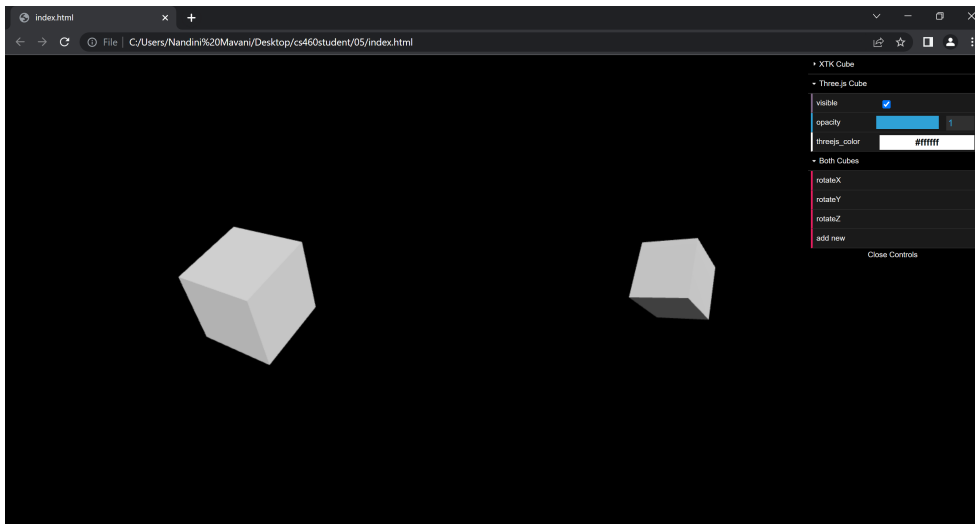 index.html
File C:/Users/Nandini%20Mavani/Desktop/cs460student/05/index.html
XTK Cube
Three.js Cube
visible
opacity 1
threejs_color #ffffff
Both Cubes
rotateX
rotateY
rotateZ
add new
Close Controls